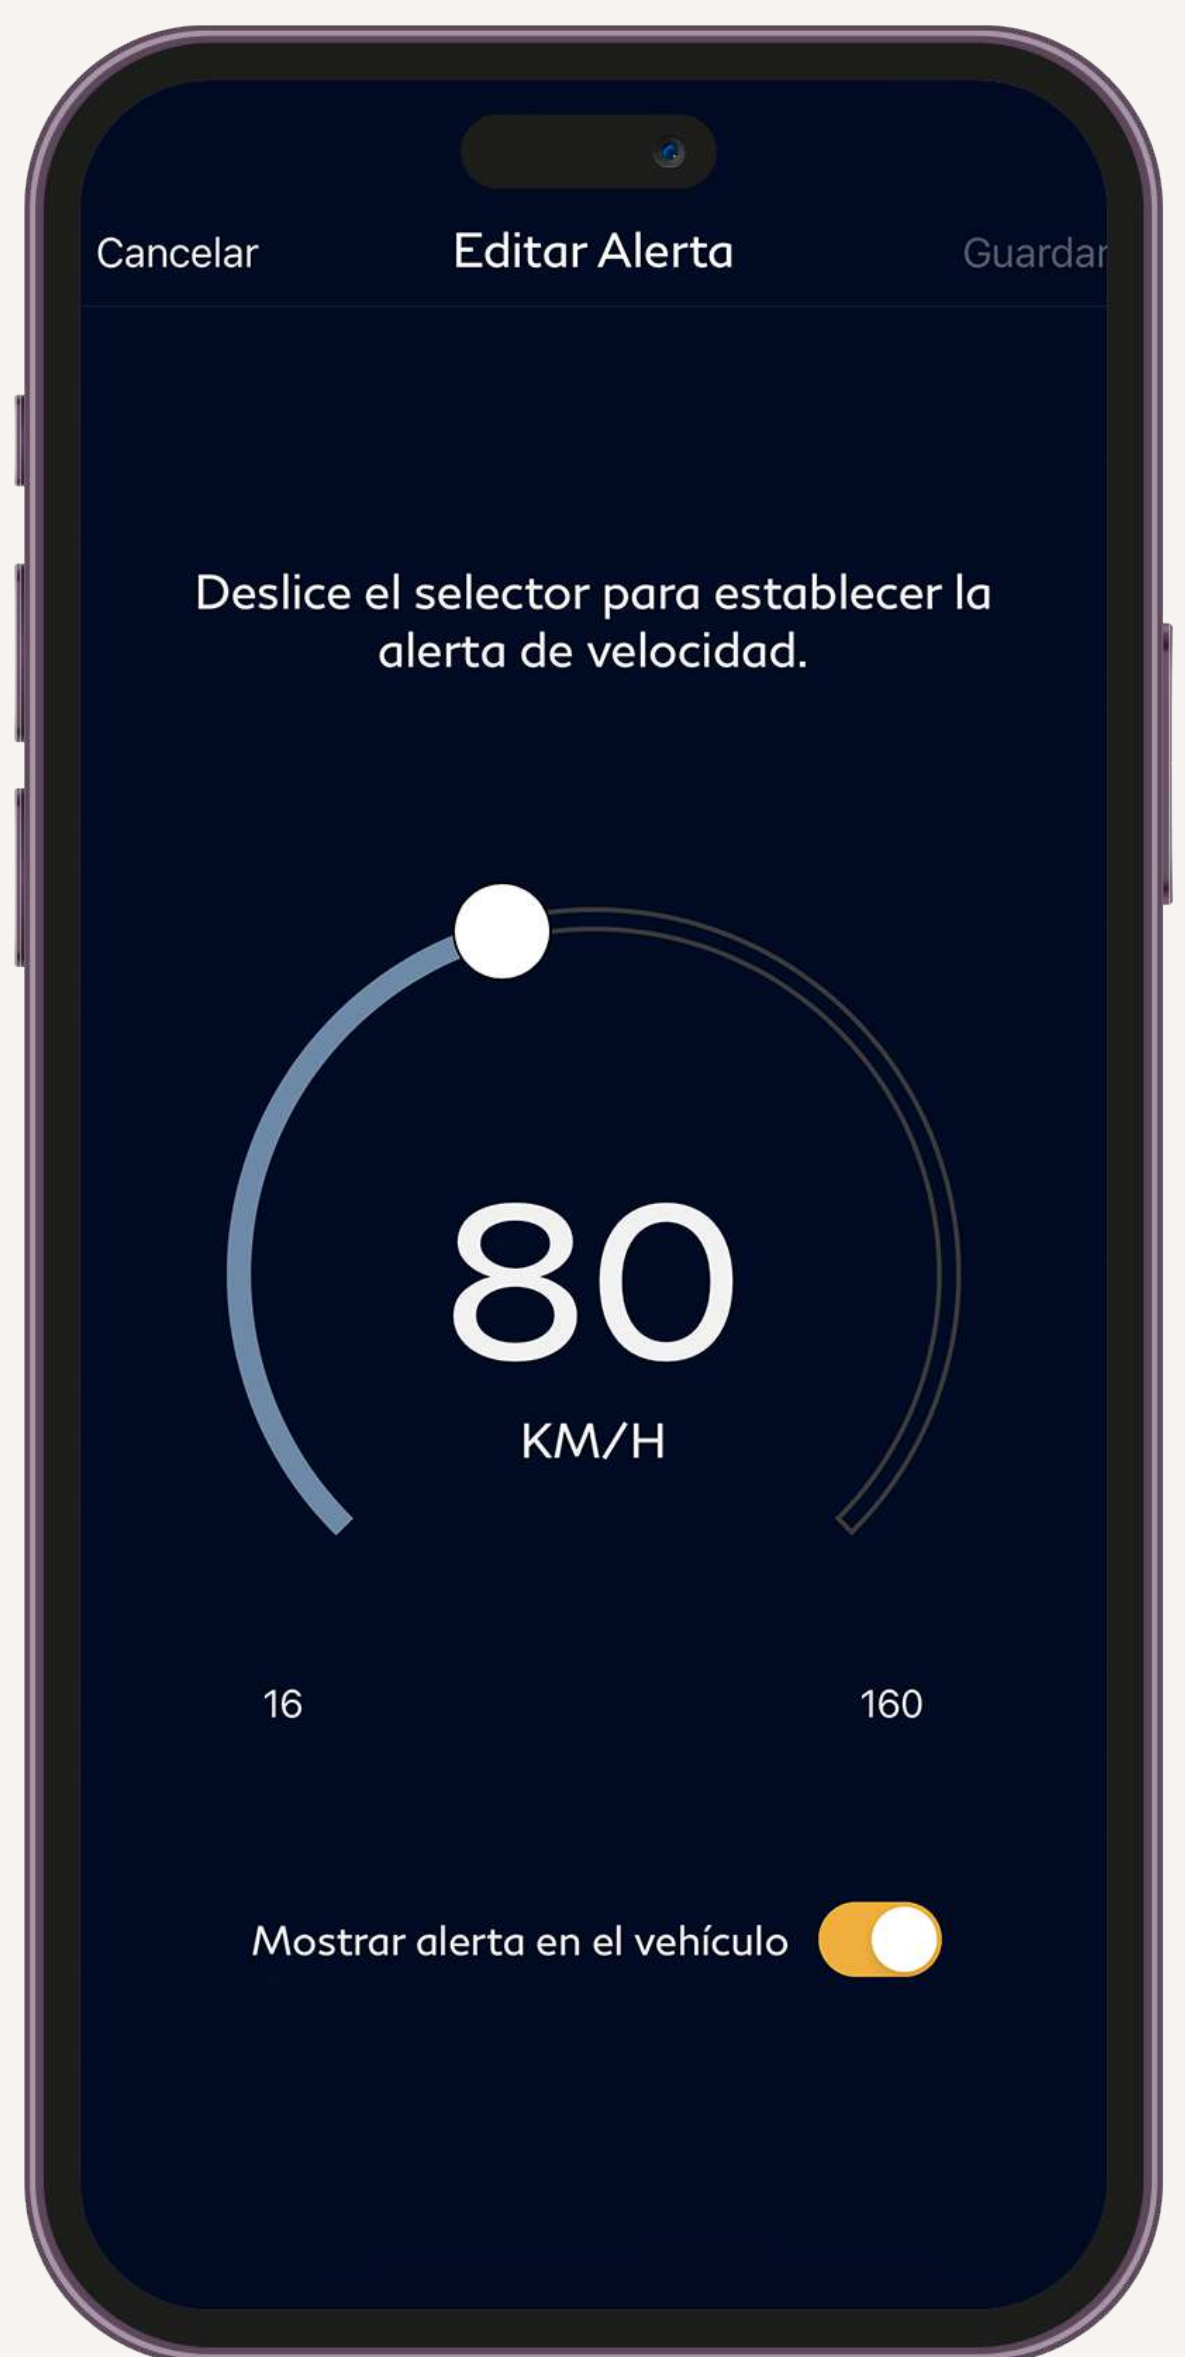 Cancelar Editar Alerta Guardar
Deslice el selector para establecer la
alerta de velocidad.
80
KM/H
16 160
Mostrar alerta en el vehículo